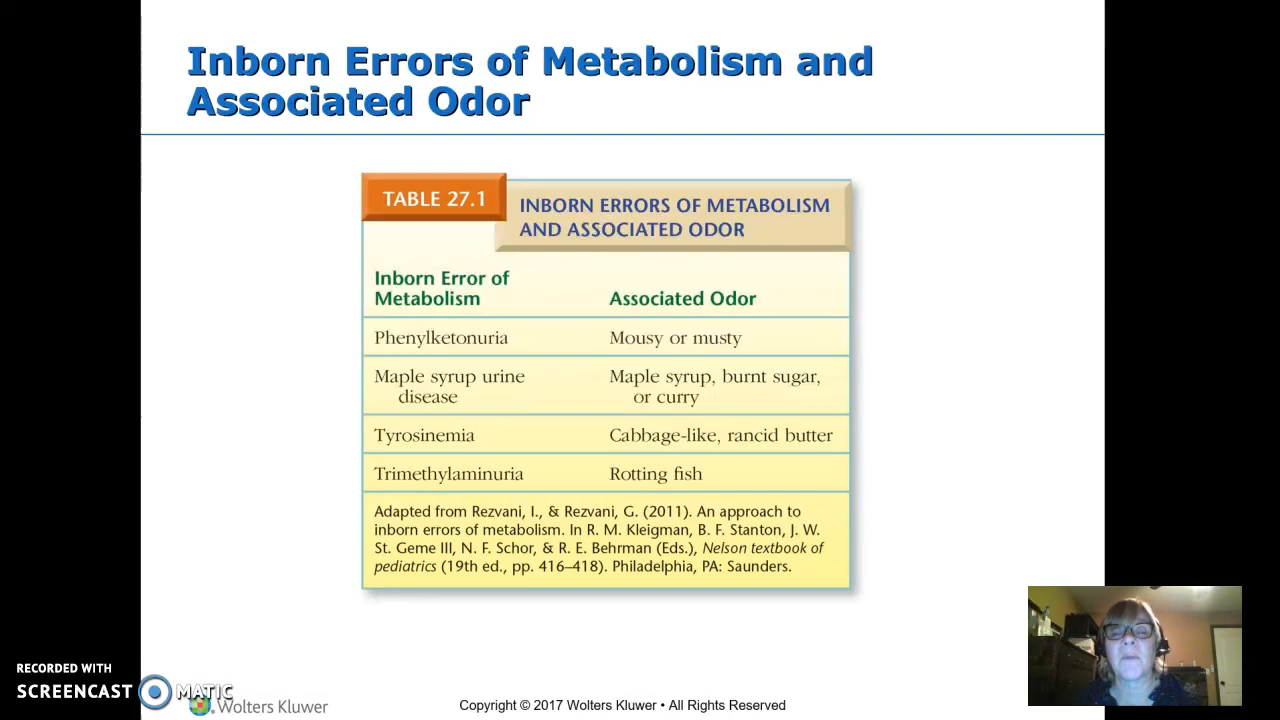 Inborn Errors of Metabolism and
Associated Odor
TABLE 27.1
INBORN ERRORS OF METABOLISM
AND ASSOCIATED ODOR
Inborn Error of
Metabolism
Associated Odor
Phenylketonuria
Mousy or musty
Maple syrup urine
disease
Maple syrup, burnt sugar,
or curry
Tyrosinemia
Cabbage-like, rancid butter
Trimethylaminuria
Rotting fish
Adapted from Rezvani, I., & Rezvani, G. (2011). An approach to
inborn errors of metabolism. In R. M. Kleigman, B. F. Stanton, J. W.
St. Geme III, N. F. Schor, & R. E. Behrman (Eds.), Nelson textbook of
pediatrics (19th ed., pp. 416–418). Philadelphia, PA: Saunders.
RECORDED WITH
SCREENCAST MATIC
Wolters Kluwer
Copyright © 2017 Wolters Kluwer • All Rights Reserved